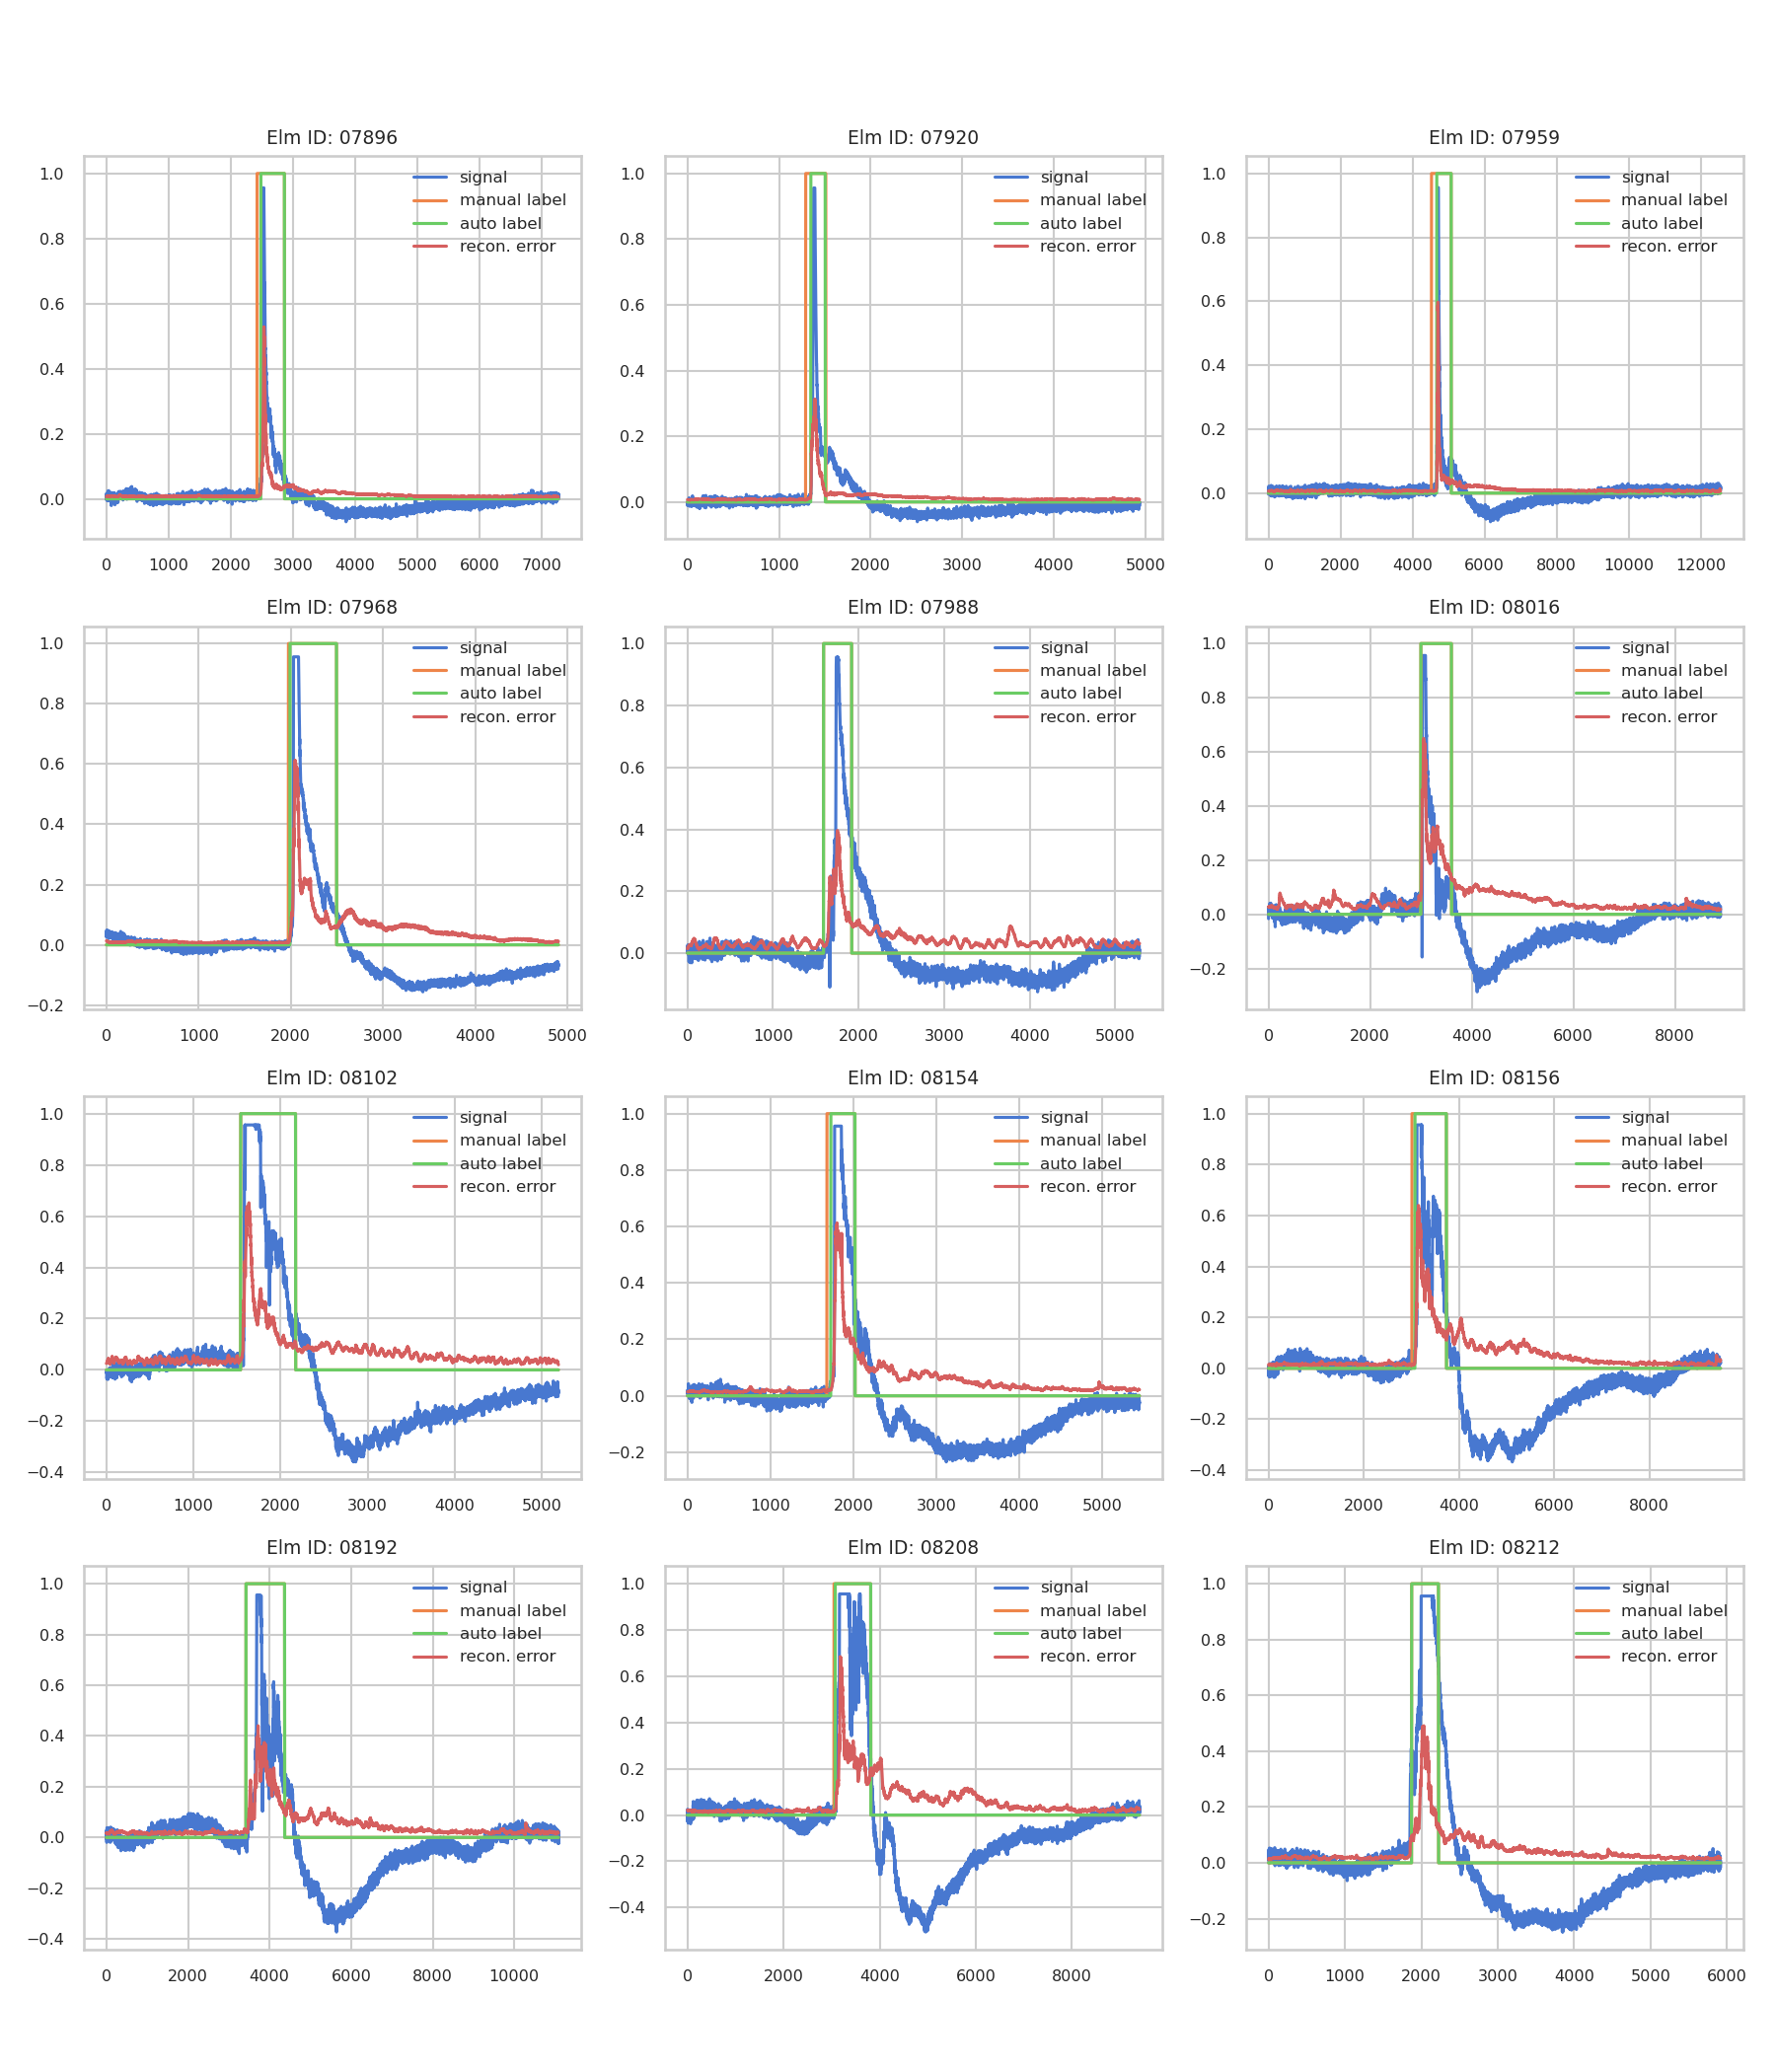 Elm ID: 07896
1.0
0.8
0.6
0.4
0.2
0.0
signal
manual label
auto label
recon. error
0 1000 2000 3000 4000 5000 6000 7000
Elm ID: 07920
1.0
0.8
0.6
0.4
0.2
0.0
signal
manual label
auto label
recon. error
0 1000 2000 3000 4000 5000
Elm ID: 07959
1.0
0.8
0.6
0.4
0.2
0.0
signal
manual label
auto label
recon. error
0 2000 4000 6000 8000 10000 12000
Elm ID: 07968
1.0
0.8
0.6
0.4
0.2
0.0
−0.2
signal
manual label
auto label
recon. error
0 1000 2000 3000 4000 5000
Elm ID: 07988
1.0
0.8
0.6
0.4
0.2
0.0
signal
manual label
auto label
recon. error
0 1000 2000 3000 4000 5000
Elm ID: 08016
1.0
0.8
0.6
0.4
0.2
0.0
−0.2
signal
manual label
auto label
recon. error
0 2000 4000 6000 8000
Elm ID: 08102
1.0
0.8
0.6
0.4
0.2
0.0
−0.2
−0.4
signal
manual label
auto label
recon. error
0 1000 2000 3000 4000 5000
Elm ID: 08154
1.0
0.8
0.6
0.4
0.2
0.0
−0.2
signal
manual label
auto label
recon. error
0 1000 2000 3000 4000 5000
Elm ID: 08156
1.0
0.8
0.6
0.4
0.2
0.0
−0.2
−0.4
signal
manual label
auto label
recon. error
0 2000 4000 6000 8000
Elm ID: 08192
1.0
0.8
0.6
0.4
0.2
0.0
−0.2
−0.4
signal
manual label
auto label
recon. error
0 2000 4000 6000 8000 10000
Elm ID: 08208
1.0
0.8
0.6
0.4
0.2
0.0
−0.2
−0.4
signal
manual label
auto label
recon. error
0 2000 4000 6000 8000
Elm ID: 08212
1.0
0.8
0.6
0.4
0.2
0.0
−0.2
signal
manual label
auto label
recon. error
0 1000 2000 3000 4000 5000 6000